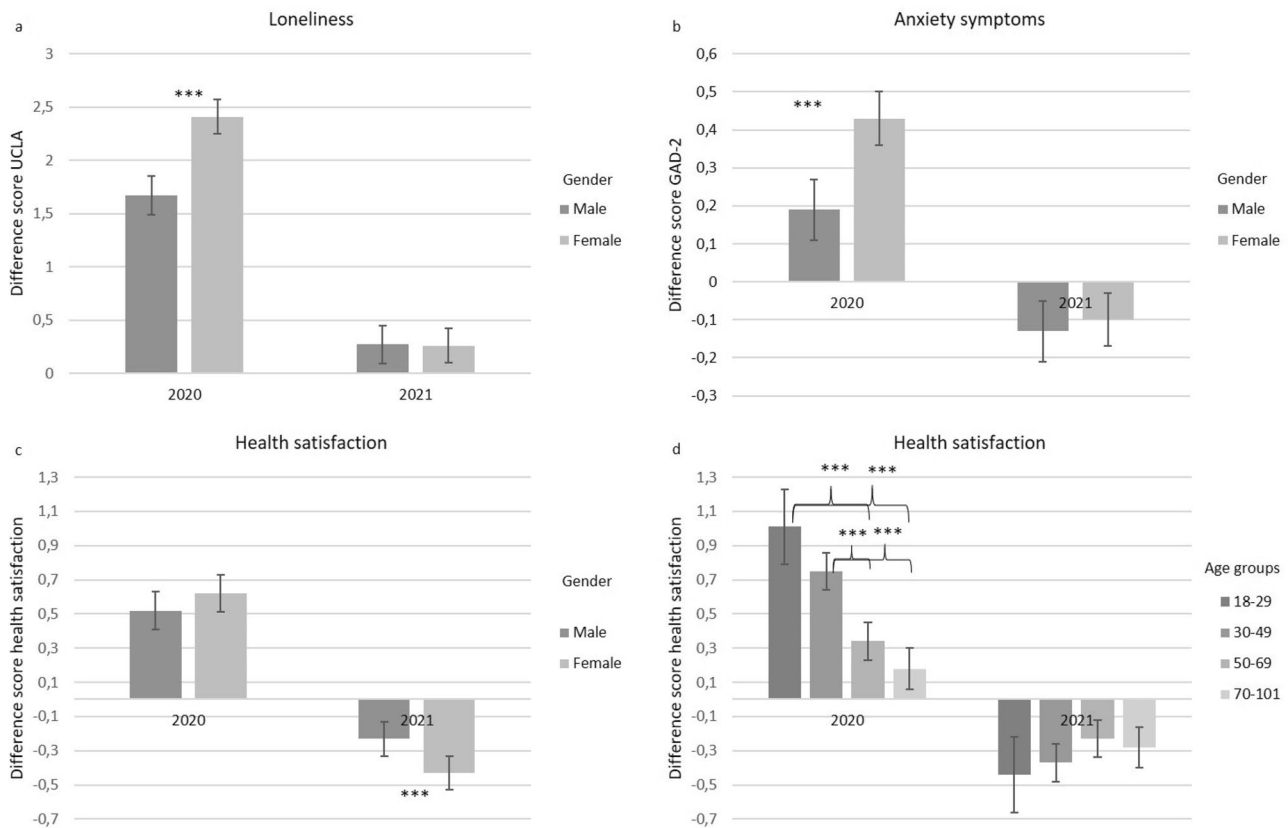 a
Loneliness
3
2,5
2
1,5
1
0,5
0
Difference score UCLA
***
2020
2021
Gender
Male
Female
b
Anxiety symptoms
0,6
0,5
0,4
0,3
0,2
0,1
0
-0,1
-0,2
-0,3
Difference score GAD-2
***
2020
2021
Gender
Male
Female
c
Health satisfaction
1,3
1,1
0,9
0,7
0,5
0,3
0,1
-0,1
-0,3
-0,5
-0,7
Difference score health satisfaction
2020
2021
***
Gender
Male
Female
d
Health satisfaction
1,3
1,1
0,9
0,7
0,5
0,3
0,1
-0,1
-0,3
-0,5
-0,7
Difference score health satisfaction
*** ***
*** ***
2020
2021
Age groups
18-29
30-49
50-69
70-101